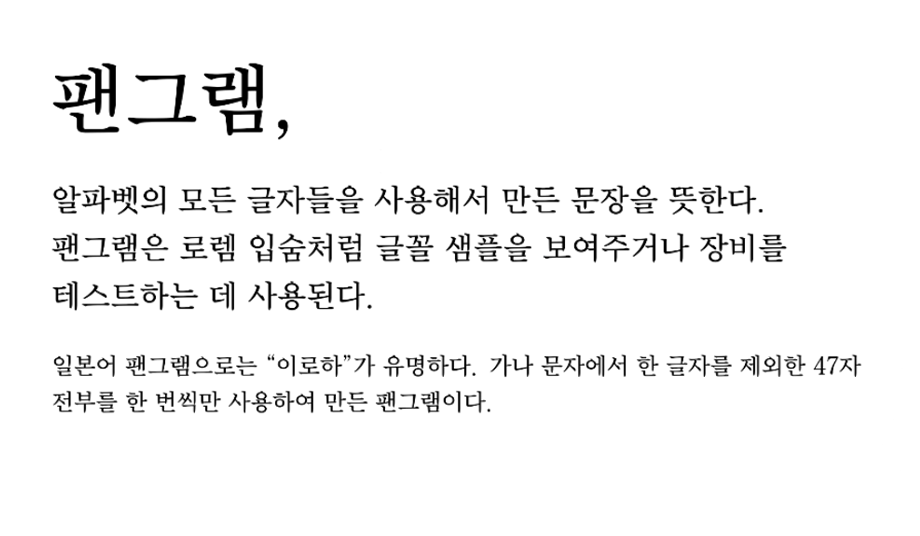 팬그램,
알파벳의 모든 글자들을 사용해서 만든 문장을 뜻한다.
팬그램은 로렘 입숨처럼 글꼴 샘플을 보여주거나 장비를
테스트하는 데 사용된다.
일본어 팬그램으로는 “이로하”가 유명하다. 가나 문자에서 한 글자를 제외한 47자
전부를 한 번씩만 사용하여 만든 팬그램이다.